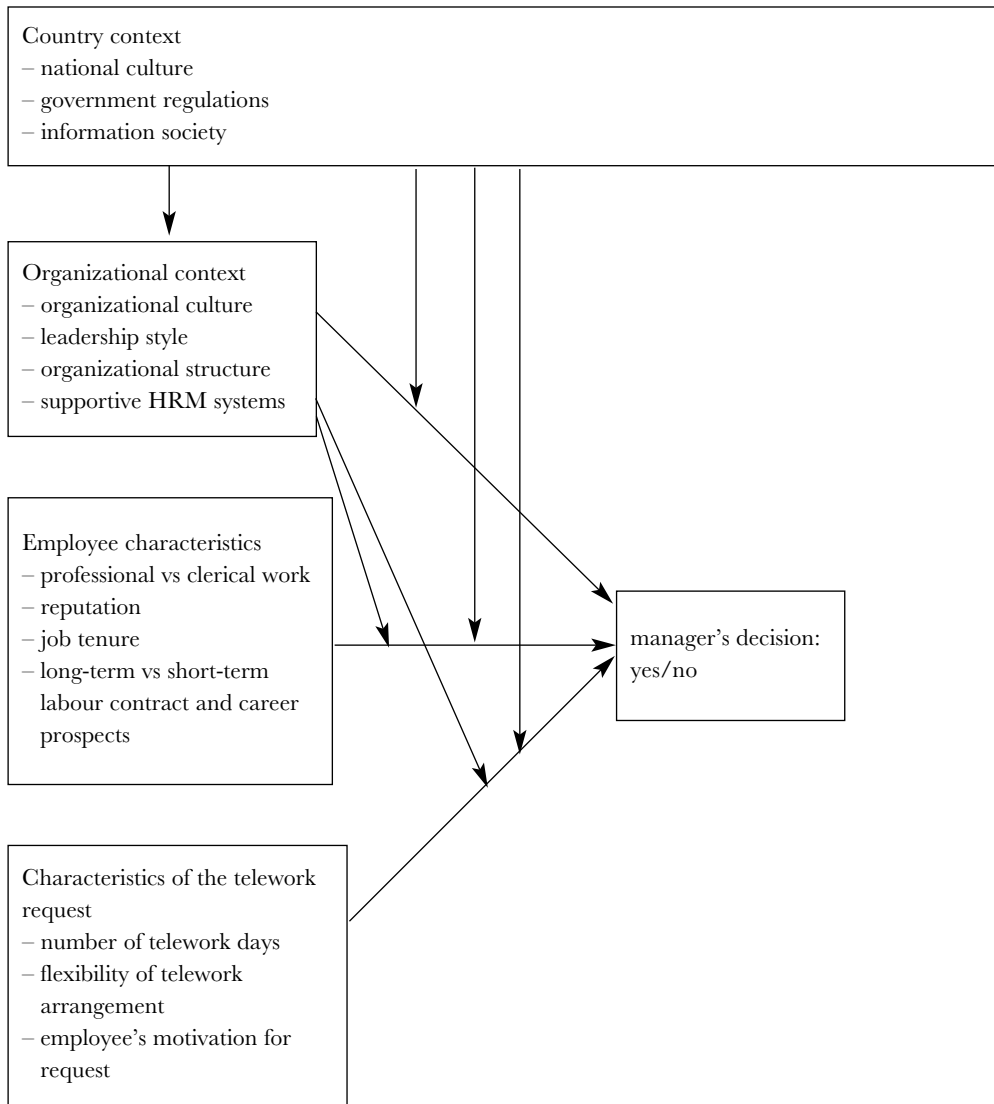 Country context
– national culture
– government regulations
– information society
Organizational context
– organizational culture
– leadership style
– organizational structure
– supportive HRM systems
Employee characteristics
– professional vs clerical work
– reputation
– job tenure
– long-term vs short-term
labour contract and career
prospects
manager’s decision:
yes/no
Characteristics of the telework
request
– number of telework days
– flexibility of telework
arrangement
– employee’s motivation for
request